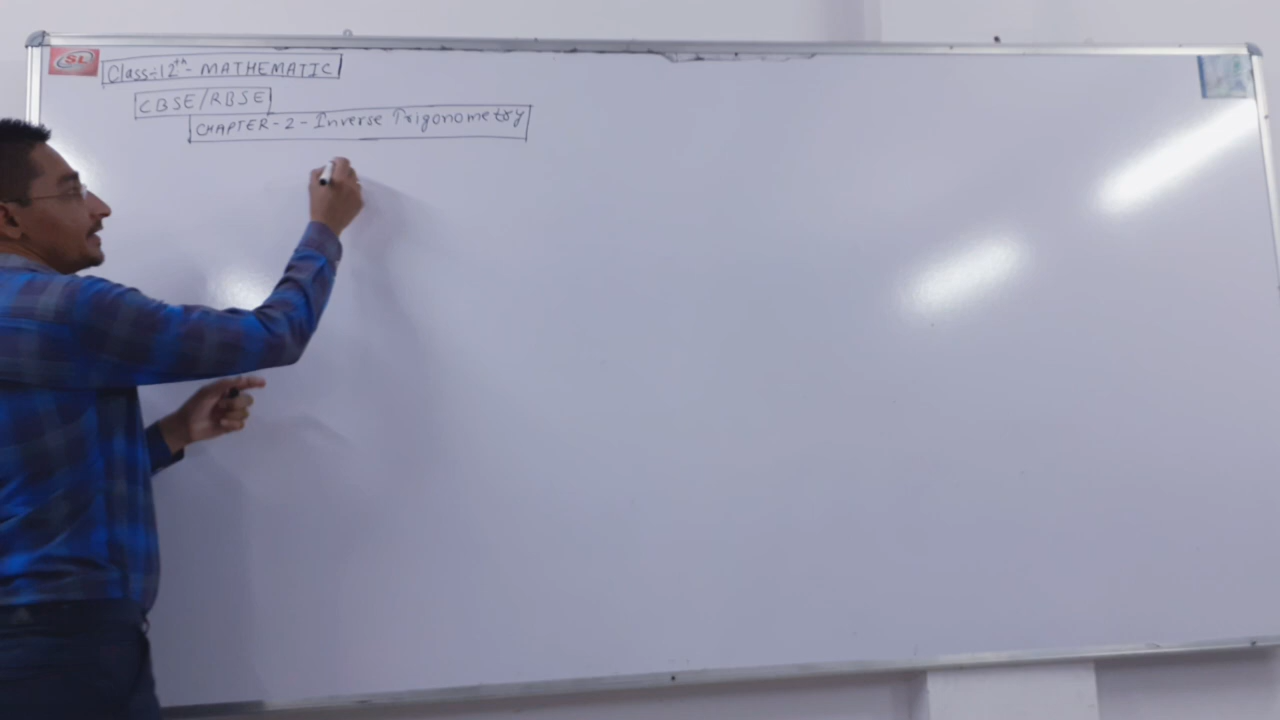 SL
Class÷12th - MATHEMATIC
CBSE/RBSE
CHAPTER - 2 - Inverse Trigonometry